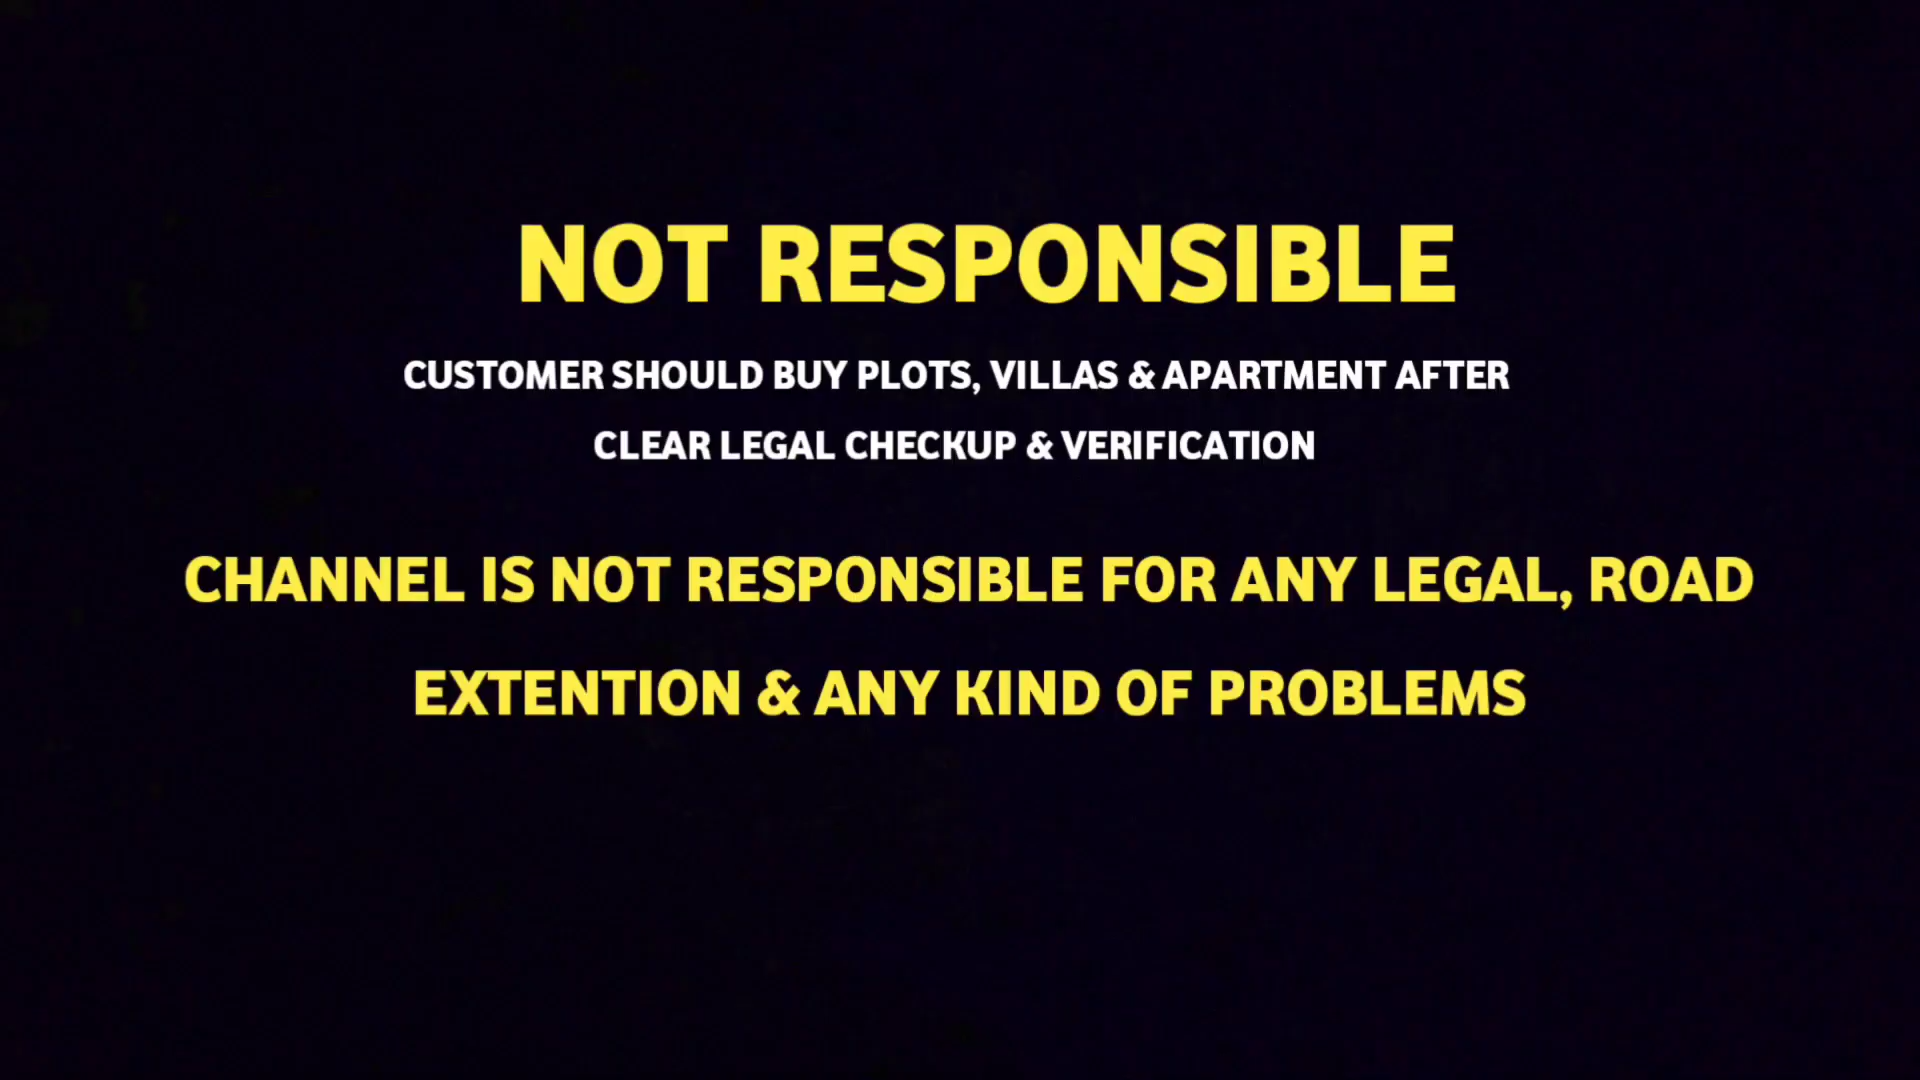 NOT RESPONSIBLE
CUSTOMER SHOULD BUY PLOTS, VILLAS & APARTMENT AFTER
CLEAR LEGAL CHECKUP & VERIFICATION
CHANNEL IS NOT RESPONSIBLE FOR ANY LEGAL, ROAD
EXTENTION & ANY KIND OF PROBLEMS